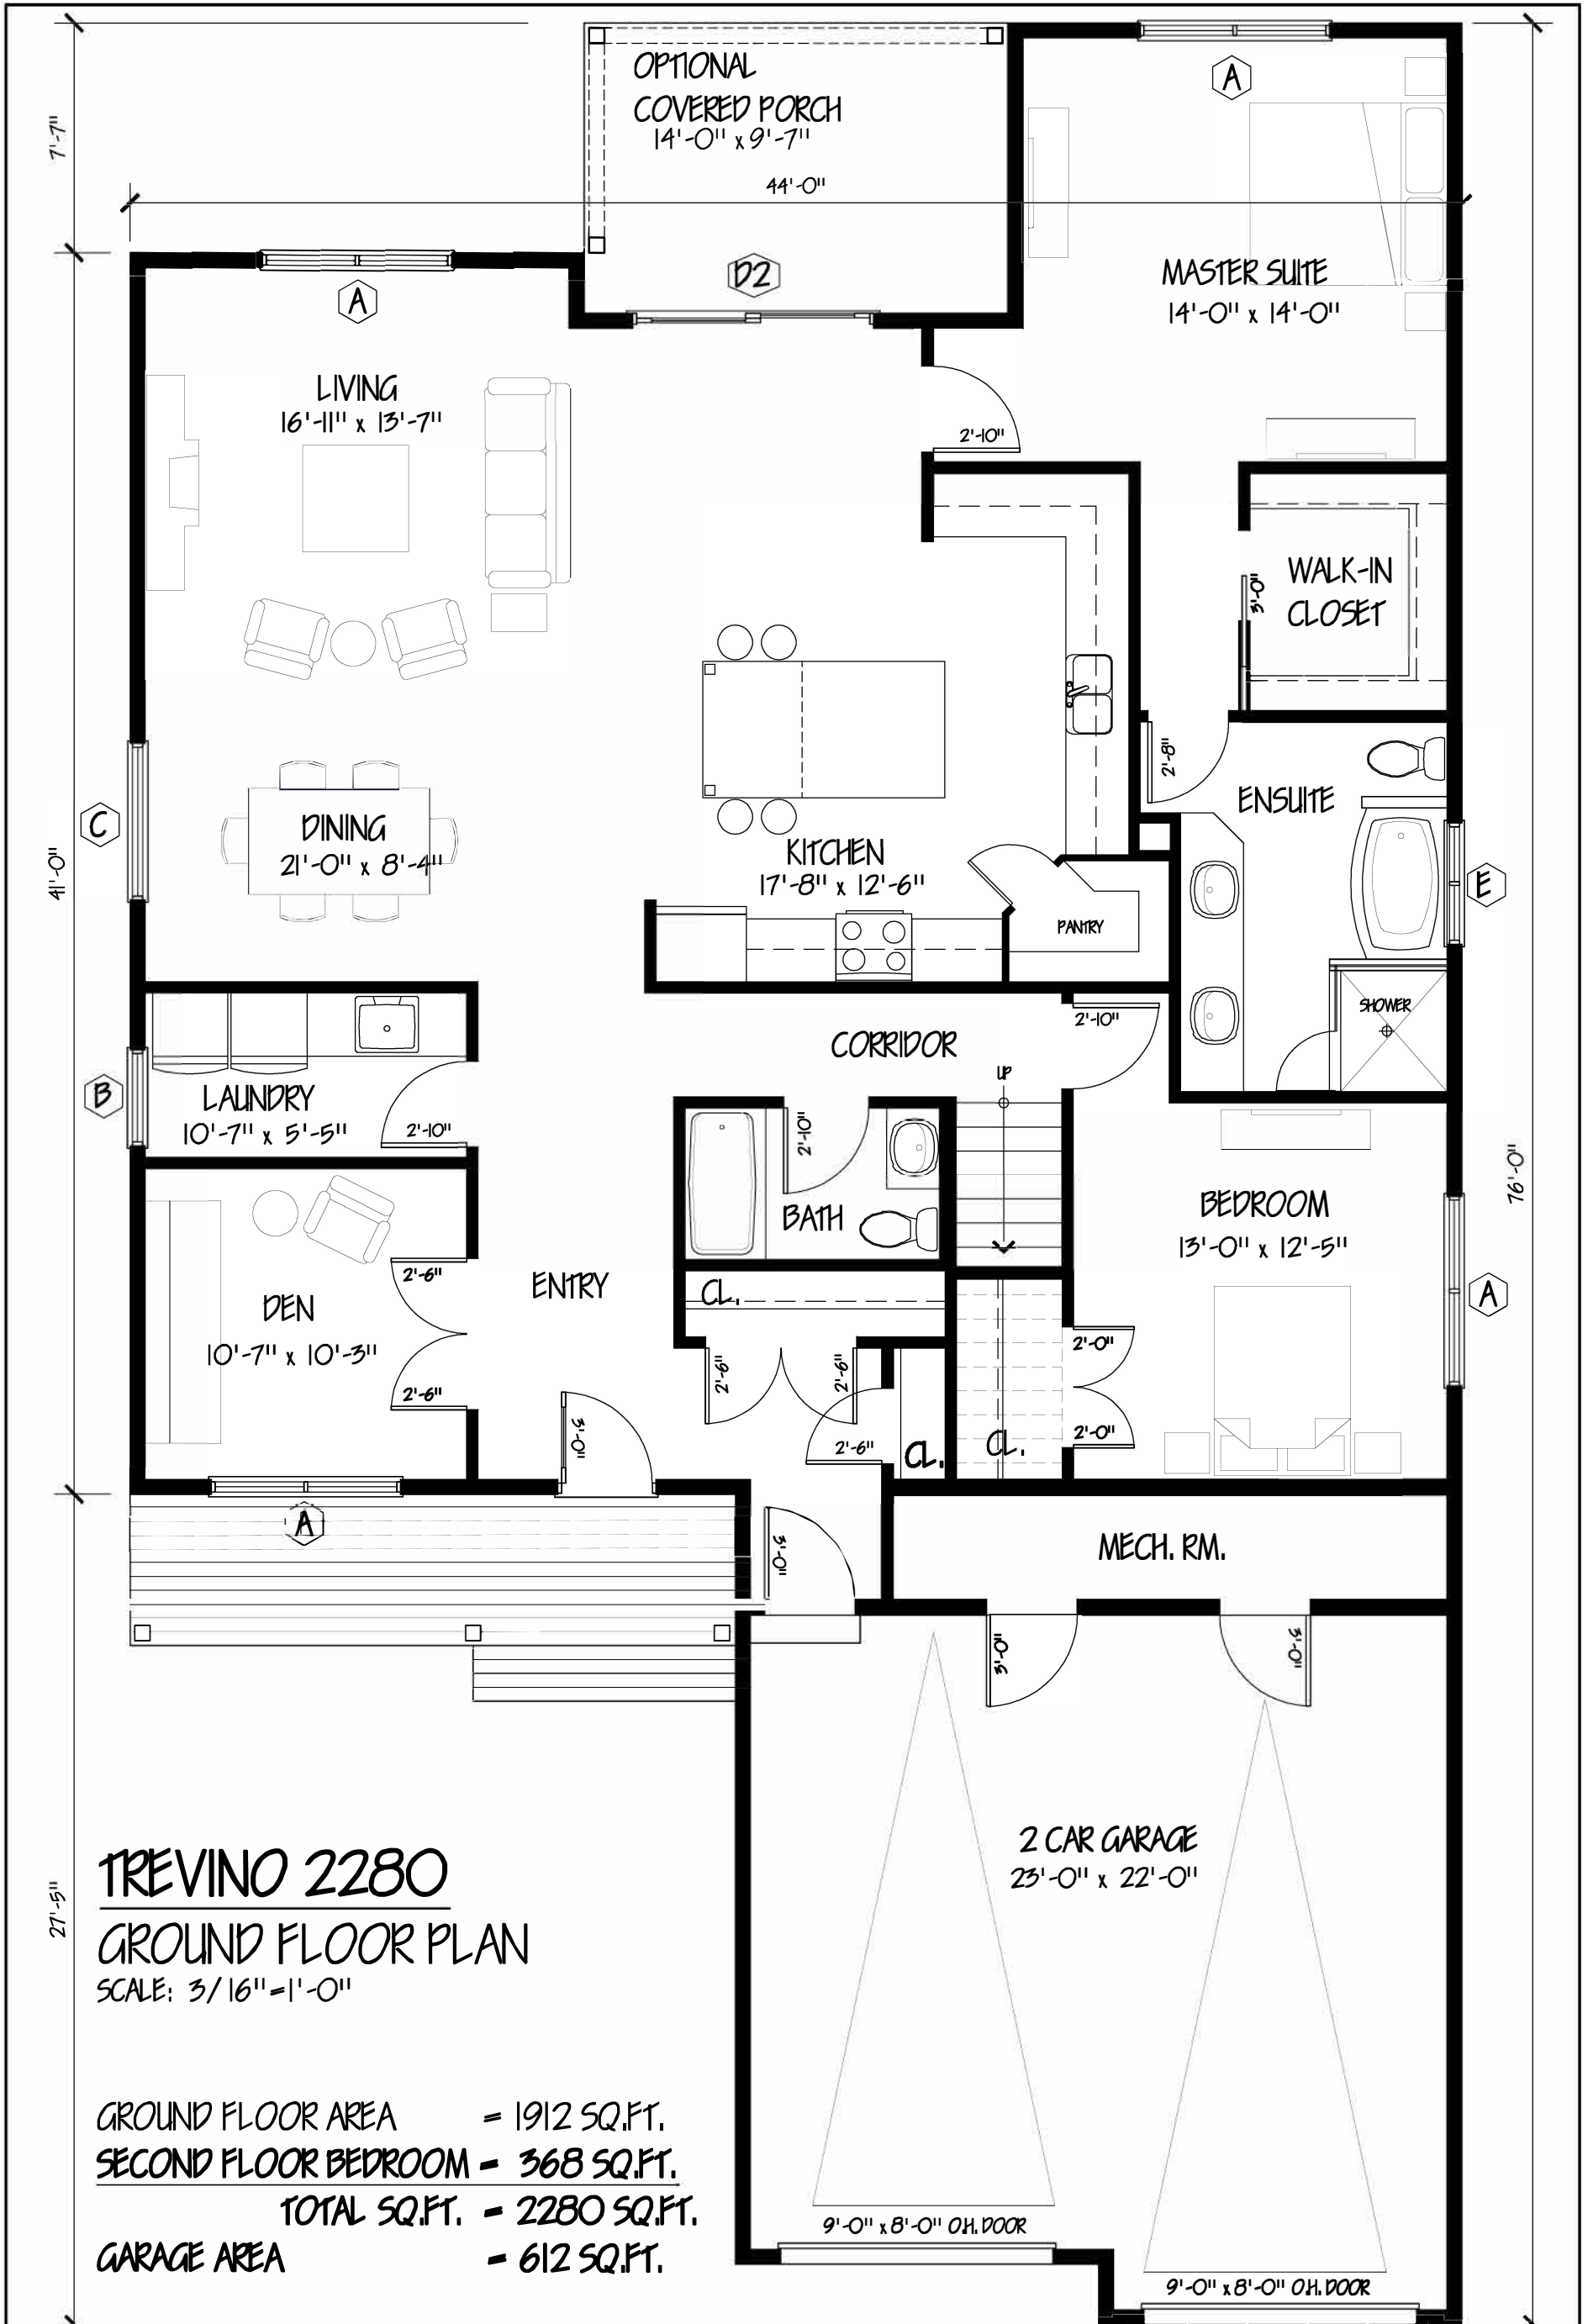 OPTIONAL
COVERED PORCH
14'-0" x 9'-7"
44'-0"
7'-7"
A
A
D2
MASTER SUITE
14'-0" x 14'-0"
LIVING
16'-11" x 13'-7"
2'-10"
WALK-IN
CLOSET
3'-0"
2'-8"
ENSUITE
C
DINING
21'-0" x 8'-4"
41'-0"
KITCHEN
17'-8" x 12'-6"
E
PANTRY
SHOWER
2'-10"
CORRIDOR
UP
B
LAUNDRY
10'-7" x 5'-5"
2'-10"
2'-10"
BATH
76'-0"
BEDROOM
13'-0" x 12'-5"
2'-6"
ENTRY
CL.
A
DEN
10'-7" x 10'-3"
2'-6"
2'-6"
2'-6"
2'-0"
2'-0"
3'-0"
2'-6"
CL.
CL.
A
3'-0"
MECH. RM.
3'-0"
3'-0"
2 CAR GARAGE
23'-0" x 22'-0"
27'-5"
TREVINO 2280
GROUND FLOOR PLAN
SCALE: 3/16"=1'-0"
GROUND FLOOR AREA = 1912 SQ.FT.
SECOND FLOOR BEDROOM = 368 SQ.FT.
TOTAL SQ.FT. = 2280 SQ.FT.
GARAGE AREA = 612 SQ.FT.
9'-0" x 8'-0" O.H. DOOR
9'-0" x 8'-0" O.H. DOOR